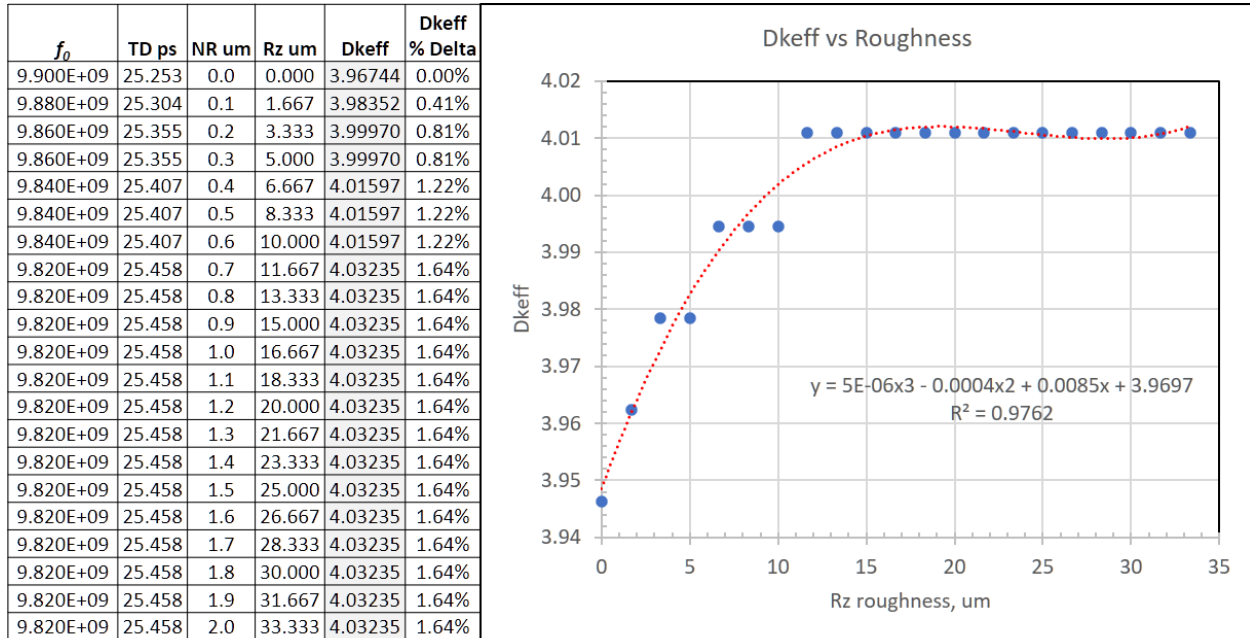 f0 TD ps NR um Rz um Dkeff Dkeff % Delta
9.900E+09 25.253 0.0 0.000 3.96744 0.00%
9.880E+09 25.304 0.1 1.667 3.98352 0.41%
9.860E+09 25.355 0.2 3.333 3.99970 0.81%
9.860E+09 25.355 0.3 5.000 3.99970 0.81%
9.840E+09 25.407 0.4 6.667 4.01597 1.22%
9.840E+09 25.407 0.5 8.333 4.01597 1.22%
9.840E+09 25.407 0.6 10.000 4.01597 1.22%
9.820E+09 25.458 0.7 11.667 4.03235 1.64%
9.820E+09 25.458 0.8 13.333 4.03235 1.64%
9.820E+09 25.458 0.9 15.000 4.03235 1.64%
9.820E+09 25.458 1.0 16.667 4.03235 1.64%
9.820E+09 25.458 1.1 18.333 4.03235 1.64%
9.820E+09 25.458 1.2 20.000 4.03235 1.64%
9.820E+09 25.458 1.3 21.667 4.03235 1.64%
9.820E+09 25.458 1.4 23.333 4.03235 1.64%
9.820E+09 25.458 1.5 25.000 4.03235 1.64%
9.820E+09 25.458 1.6 26.667 4.03235 1.64%
9.820E+09 25.458 1.7 28.333 4.03235 1.64%
9.820E+09 25.458 1.8 30.000 4.03235 1.64%
9.820E+09 25.458 1.9 31.667 4.03235 1.64%
9.820E+09 25.458 2.0 33.333 4.03235 1.64%
Dkeff vs Roughness
4.02
4.01
4.00
3.99
3.98
3.97
3.96
3.95
3.94
Dkeff
y = 5E-06x3 - 0.0004x2 + 0.0085x + 3.9697
R² = 0.9762
0 5 10 15 20 25 30 35
Rz roughness, um